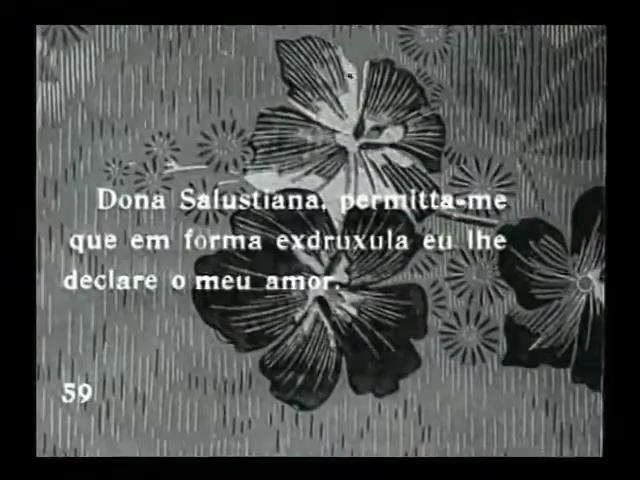 Dona Salustiana, permitta-me
que em forma exdruxula eu lhe
declare o meu amor.
59